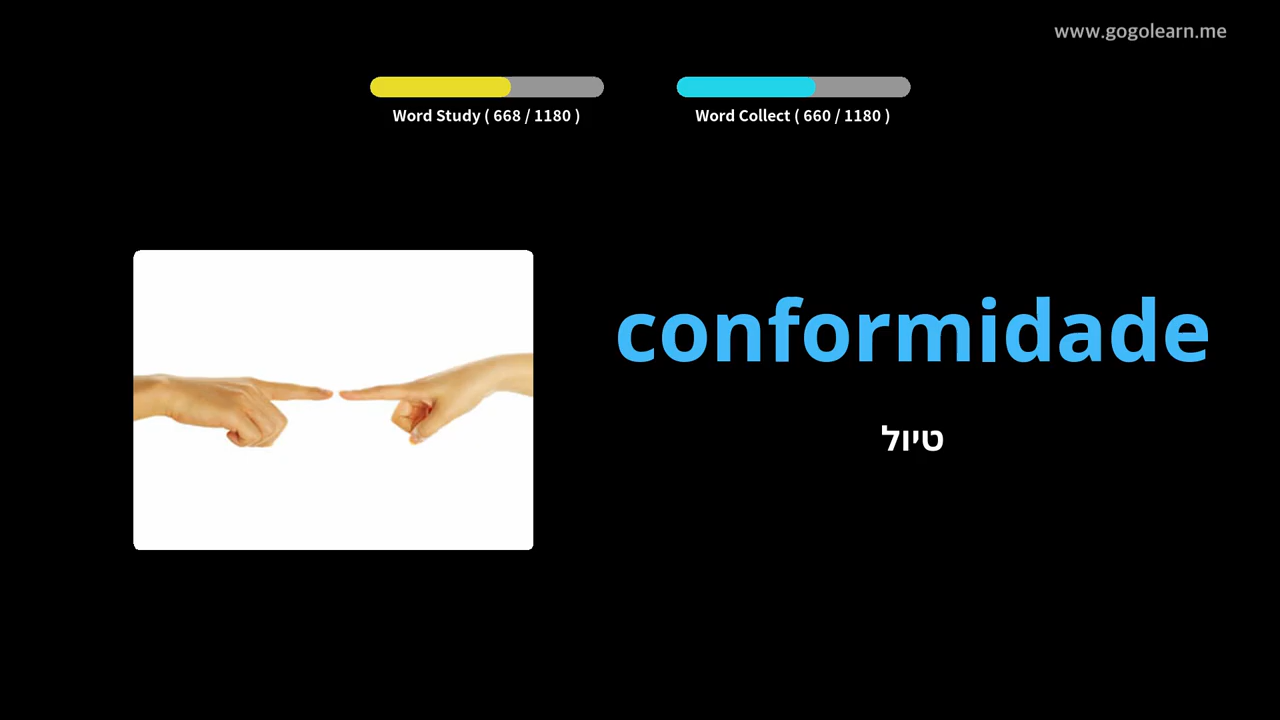 www.gogolearn.me
Word Study ( 668 / 1180 )
Word Collect ( 660 / 1180 )
conformidade
טיול